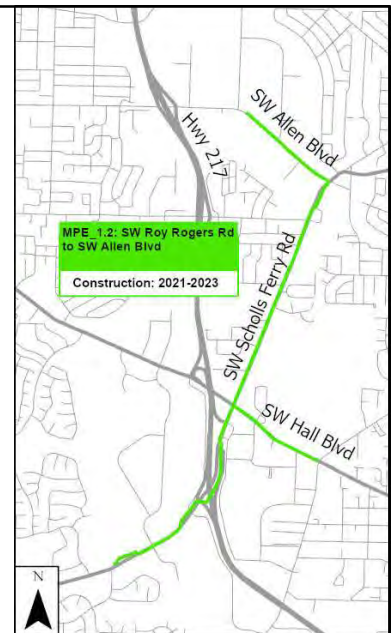 SW Allen Blvd
Hwy 217
MPE_1.2: SW Roy Rogers Rd
to SW Allen Blvd
Construction: 2021-2023
SW Scholls Ferry Rd
SW Hall Blvd
N